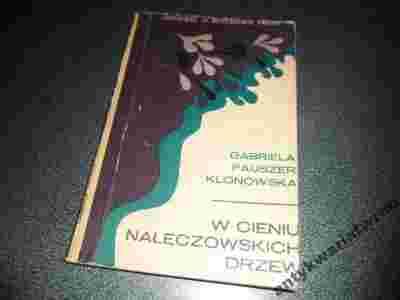 GABRIELA
PAUSZER
KLONOWSKA
W CIENIU
NAŁĘCZOWSKICH
DRZEW